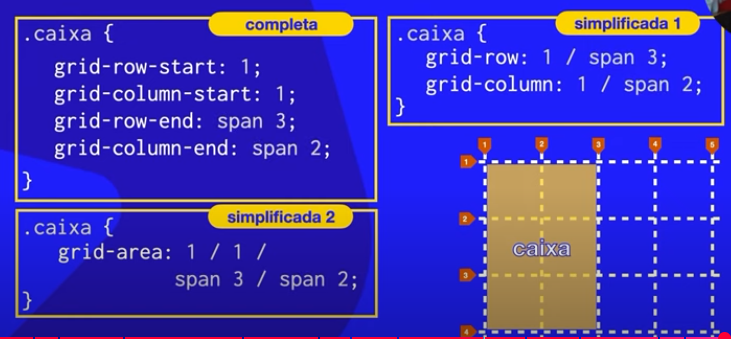 completa
.caixa {
grid-row-start: 1;
grid-column-start: 1;
grid-row-end: span 3;
grid-column-end: span 2;
}
simplificada 1
.caixa {
grid-row: 1 / span 3;
grid-column: 1 / span 2;
}
simplificada 2
.caixa {
grid-area: 1 / 1 /
span 3 / span 2;
}
1 2 3 4 5
1
2
caixa
3
4